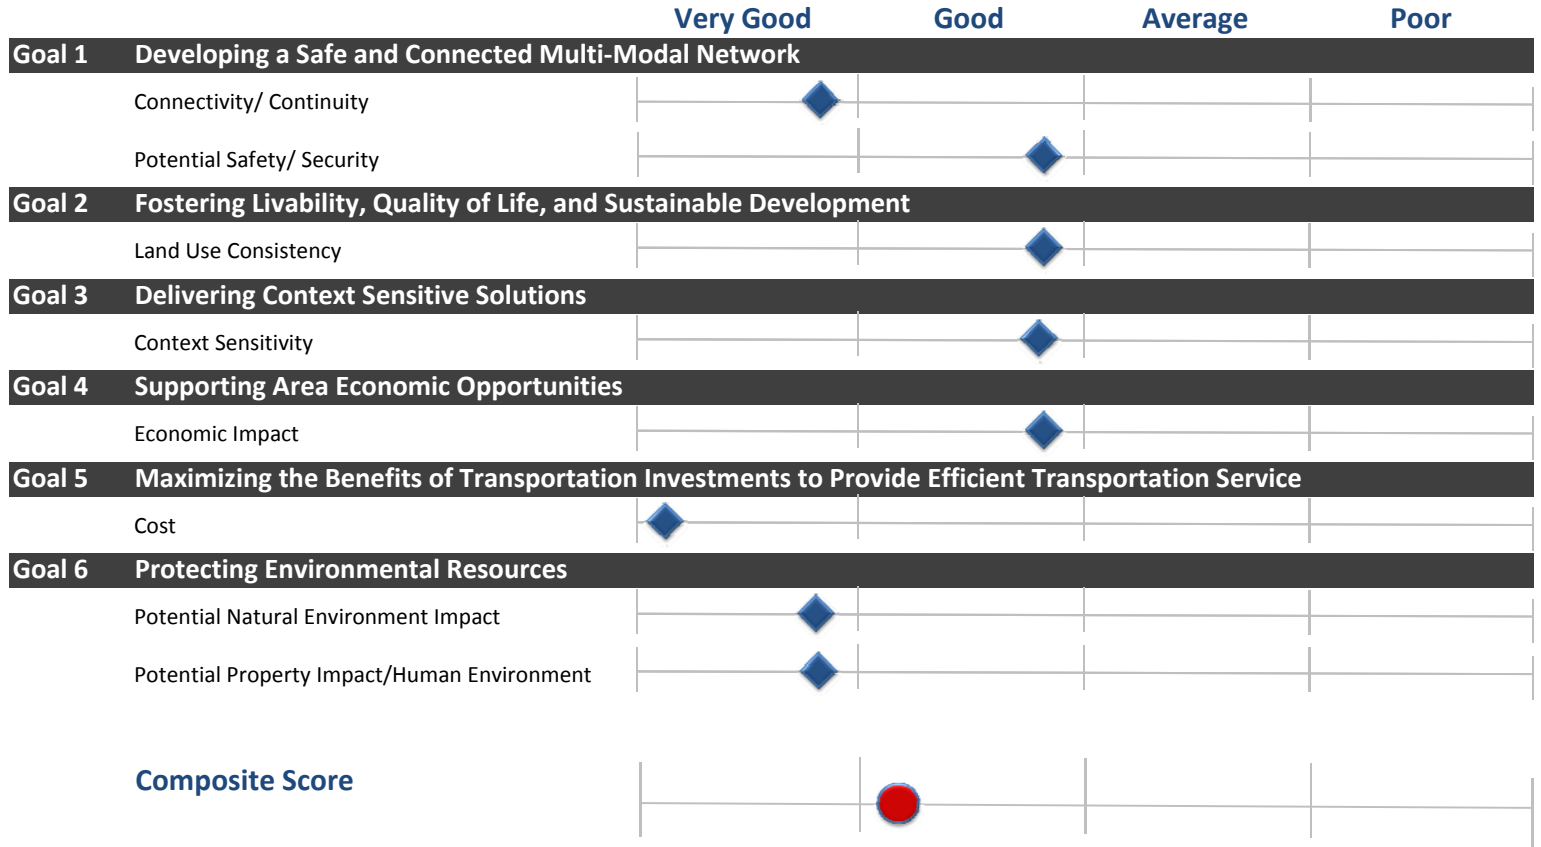 Very Good Good Average Poor
Goal 1 Developing a Safe and Connected Multi-Modal Network
Connectivity/ Continuity
Potential Safety/ Security
Goal 2 Fostering Livability, Quality of Life, and Sustainable Development
Land Use Consistency
Goal 3 Delivering Context Sensitive Solutions
Context Sensitivity
Goal 4 Supporting Area Economic Opportunities
Economic Impact
Goal 5 Maximizing the Benefits of Transportation Investments to Provide Efficient Transportation Service
Cost
Goal 6 Protecting Environmental Resources
Potential Natural Environment Impact
Potential Property Impact/Human Environment
Composite Score